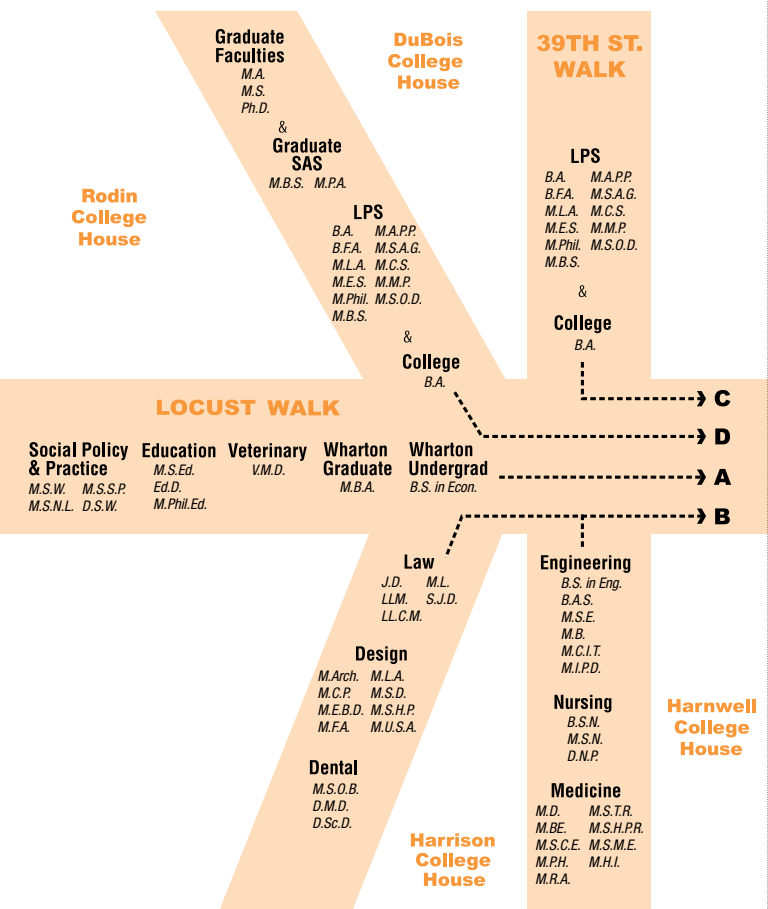 Graduate
Faculties
M.A.
M.S.
Ph.D.
&
Graduate
SAS
M.B.S. M.P.A.
LPS
B.A. M.A.P.P.
B.F.A. M.S.A.G.
M.L.A. M.C.S.
M.E.S. M.M.P.
M.Phil. M.S.O.D.
M.B.S.
&
College
B.A.
DuBois
College
House
39TH ST.
WALK
LPS
B.A. M.A.P.P.
B.F.A. M.S.A.G.
M.L.A. M.C.S.
M.E.S. M.M.P.
M.Phil M.S.O.D.
M.B.S.
&
College
B.A.
Rodin
College
House
LOCUST WALK
C
D
A
B
Social Policy
& Practice
M.S.W. M.S.S.P.
M.S.N.L. D.S.W.
Education
M.S.Ed.
Ed.D.
M.Phil.Ed.
Veterinary
V.M.D.
Wharton
Graduate
M.B.A.
Wharton
Undergrad
B.S. in Econ.
Law
J.D. M.L.
LLM. S.J.D.
LL.C.M.
Design
M.Arch. M.L.A.
M.C.P. M.S.D.
M.E.B.D. M.S.H.P.
M.F.A. M.U.S.A.
Dental
M.S.O.B.
D.M.D.
D.Sc.D.
Engineering
B.S. in Eng.
B.A.S.
M.S.E.
M.B.
M.C.I.T.
M.I.P.D.
Nursing
B.S.N.
M.S.N.
D.N.P.
Medicine
M.D. M.S.T.R.
M.BE. M.S.H.P.R.
M.S.C.E. M.S.M.E.
M.P.H. M.H.I.
M.R.A.
Harnwell
College
House
Harrison
College
House